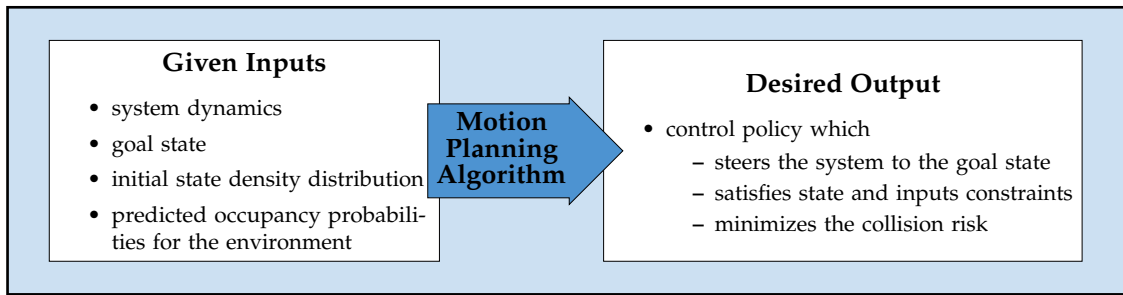 Given Inputs
• system dynamics
• goal state
• initial state density distribution
• predicted occupancy probabili-
ties for the environment
Motion
Planning
Algorithm
Desired Output
• control policy which
– steers the system to the goal state
– satisfies state and inputs constraints
– minimizes the collision risk